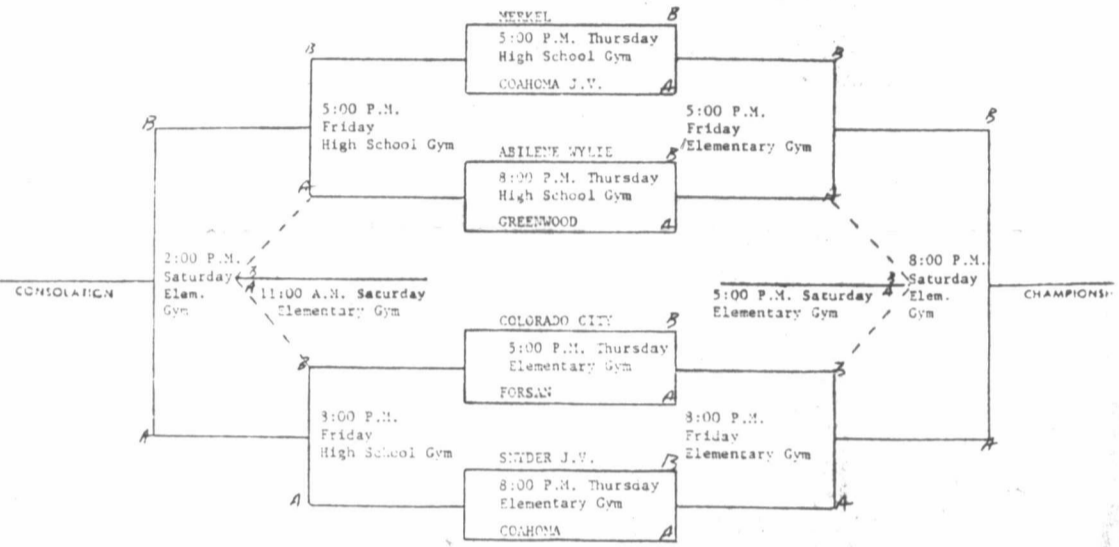 MERKEL
B
5:00 P.M. Thursday
High School Gym
COAHOMA J.V.
A
B
5:00 P.M.
Friday
High School Gym
A
B
5:00 P.M.
Friday
Elementary Gym
A
ABILENE WYLIE
B
8:00 P.M. Thursday
High School Gym
GREENWOOD
A
B
2:00 P.M.
Saturday
Elem.
Gym
A
CONSOLATION
B
A
11:00 A.M. Saturday
Elementary Gym
B
A
5:00 P.M. Saturday
Elementary Gym
B
8:00 P.M.
Saturday
Elem.
Gym
A
CHAMPIONSH
COLORADO CITY
B
5:00 P.M. Thursday
Elementary Gym
FORSAN
A
B
8:00 P.M.
Friday
High School Gym
A
B
8:00 P.M.
Friday
Elementary Gym
A
SNYDER J.V.
B
8:00 P.M. Thursday
Elementary Gym
COAHOMA
A